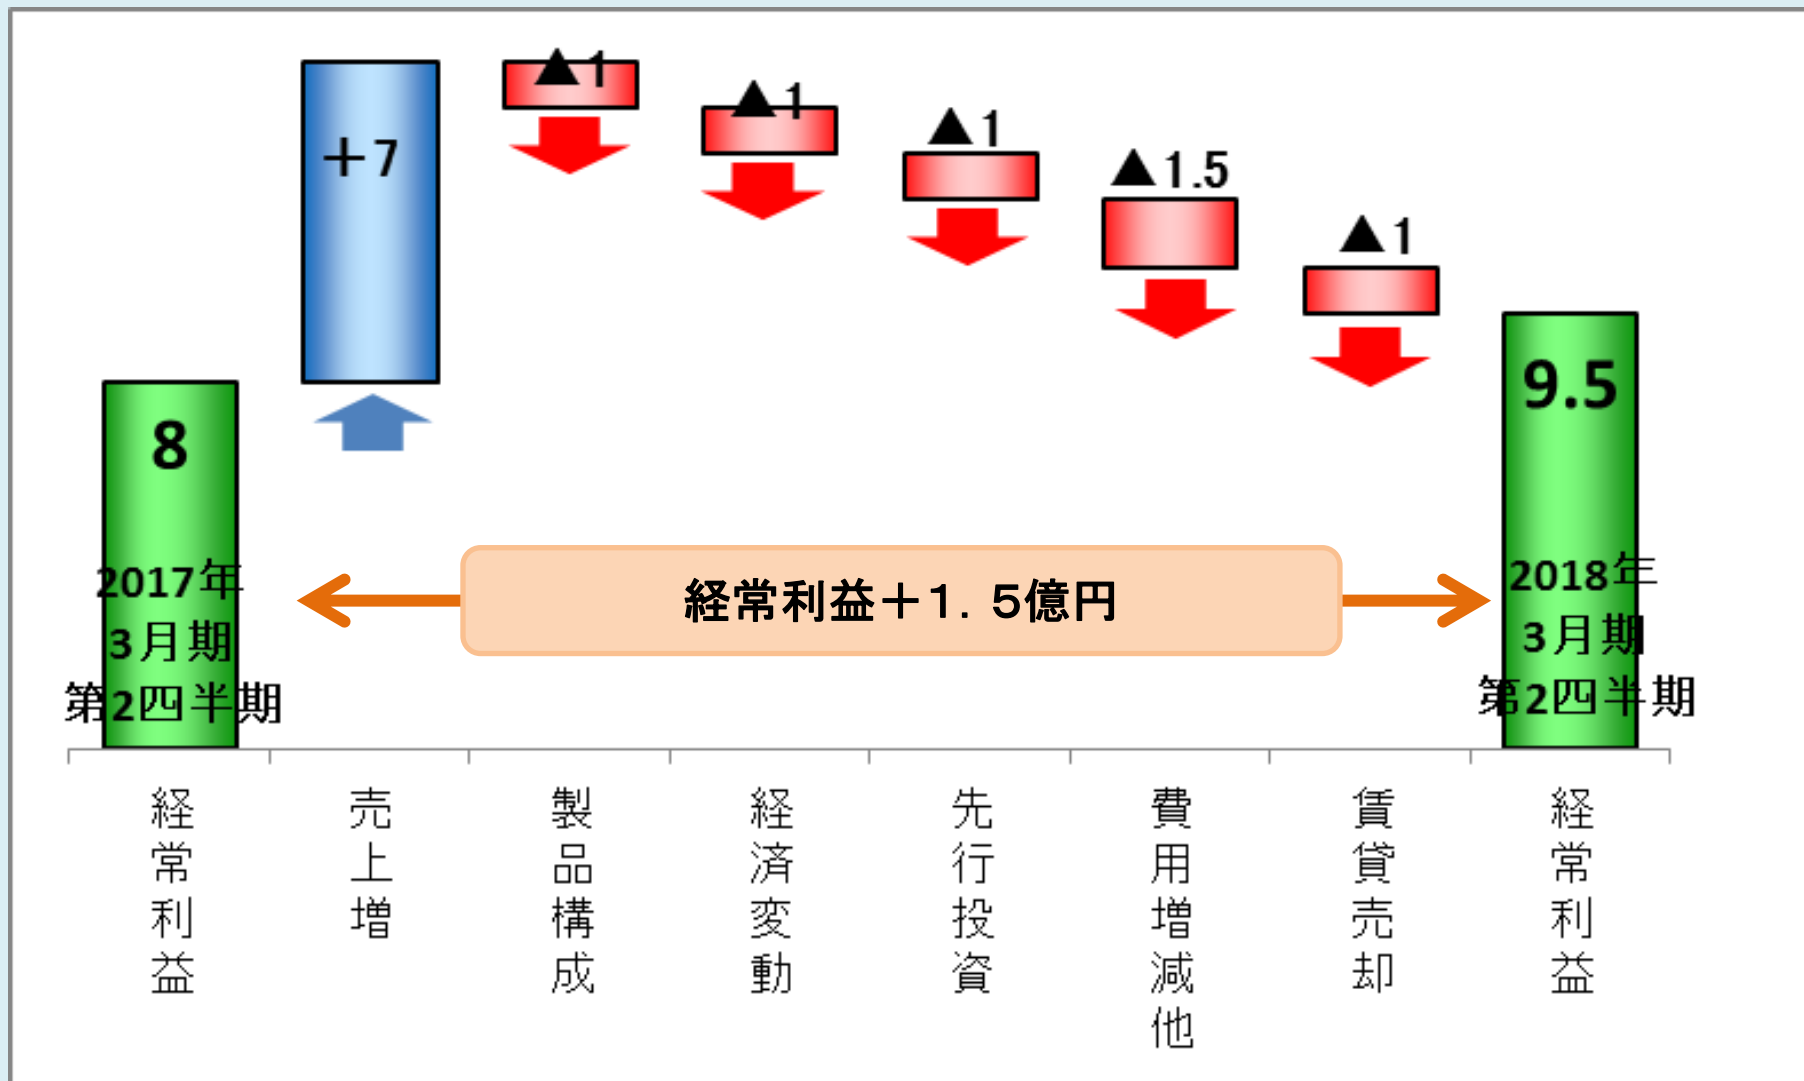 8
2017年
3月期
第2四半期
＋7
▲1
▲1
▲1
▲1.5
▲1
9.5
2018年
3月期
第2四半期
経常利益＋１．５億円
経常利益
売上増
製品構成
経済変動
先行投資
費用増減他
賃貸売却
経常利益